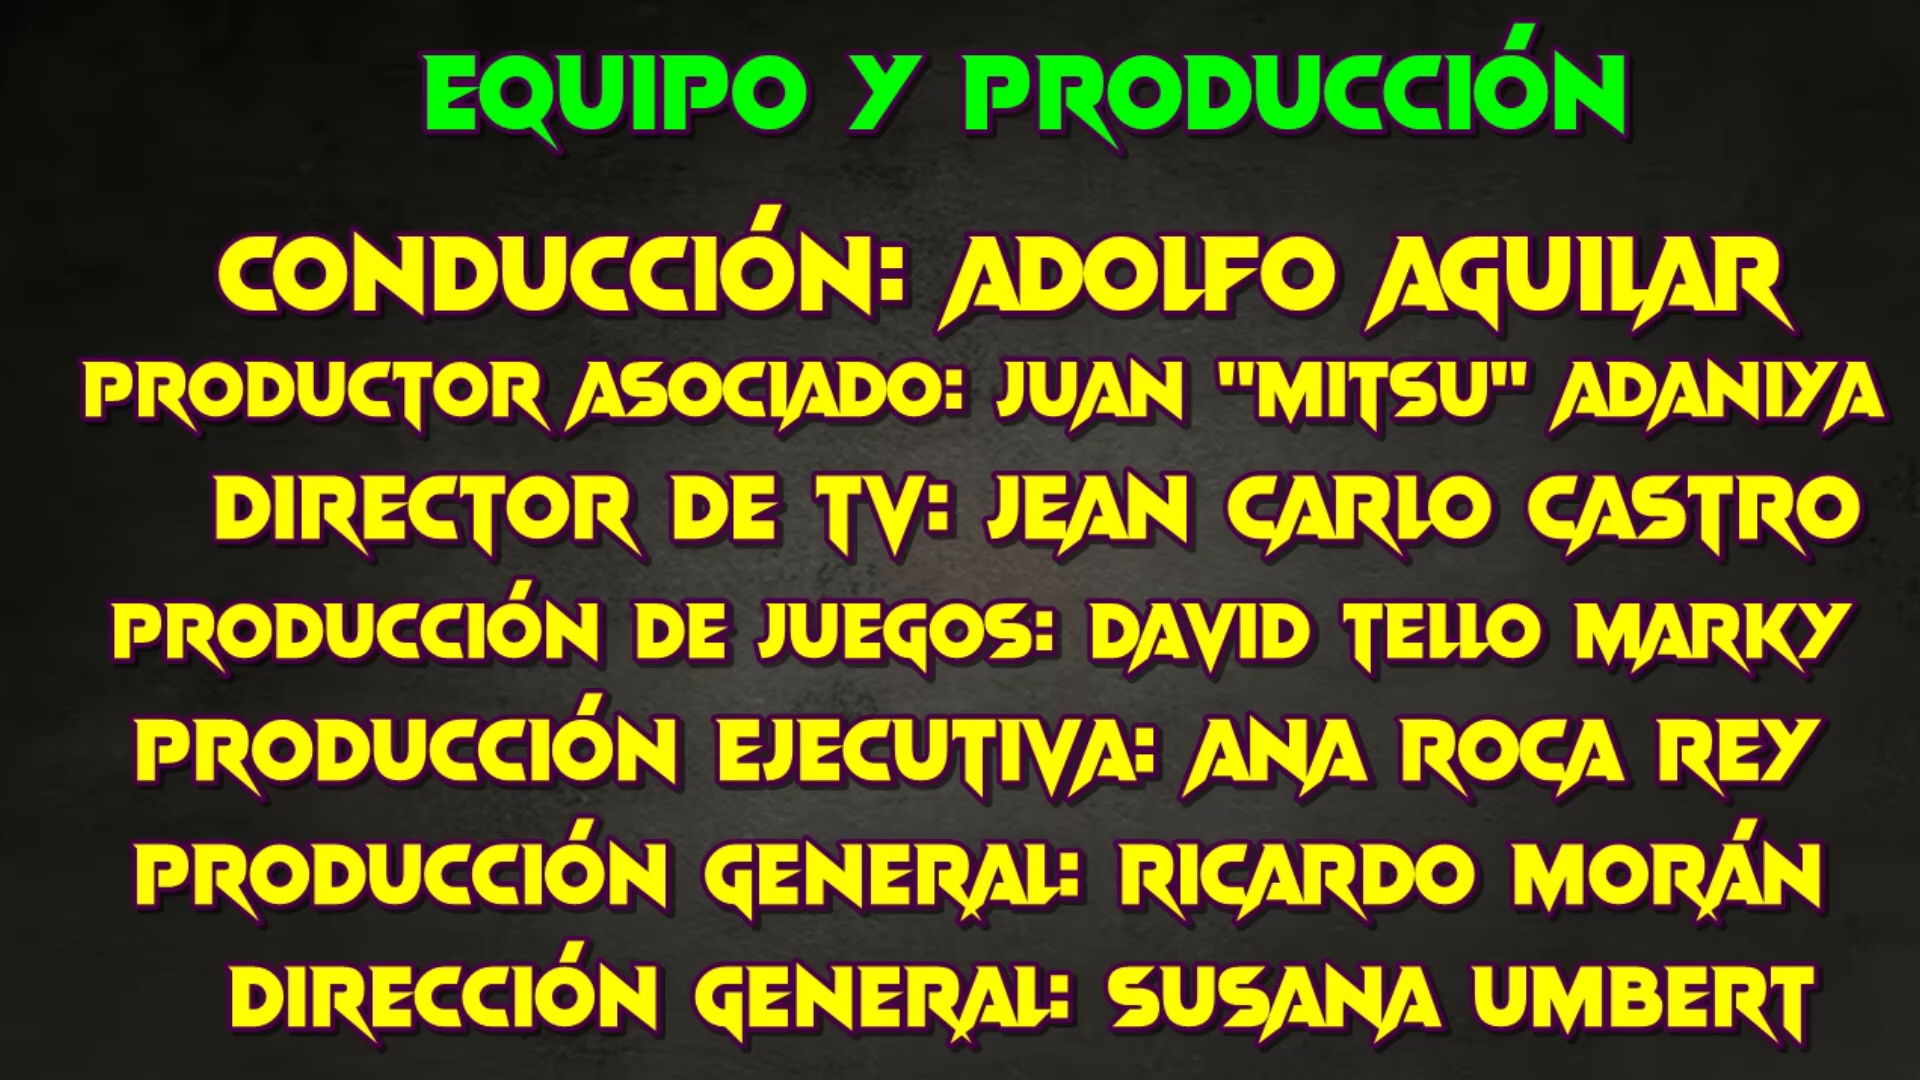 EQUIPO Y PRODUCCIÓN
CONDUCCIÓN: ADOLFO AGUILAR
PRODUCTOR ASOCIADO: JUAN "MITSU" ADANIYA
DIRECTOR DE TV: JEAN CARLO CASTRO
PRODUCCIÓN DE JUEGOS: DAVID TELLO MARKY
PRODUCCIÓN EJECUTIVA: ANA ROCA REY
PRODUCCIÓN GENERAL: RICARDO MORÁN
DIRECCIÓN GENERAL: SUSANA UMBERT